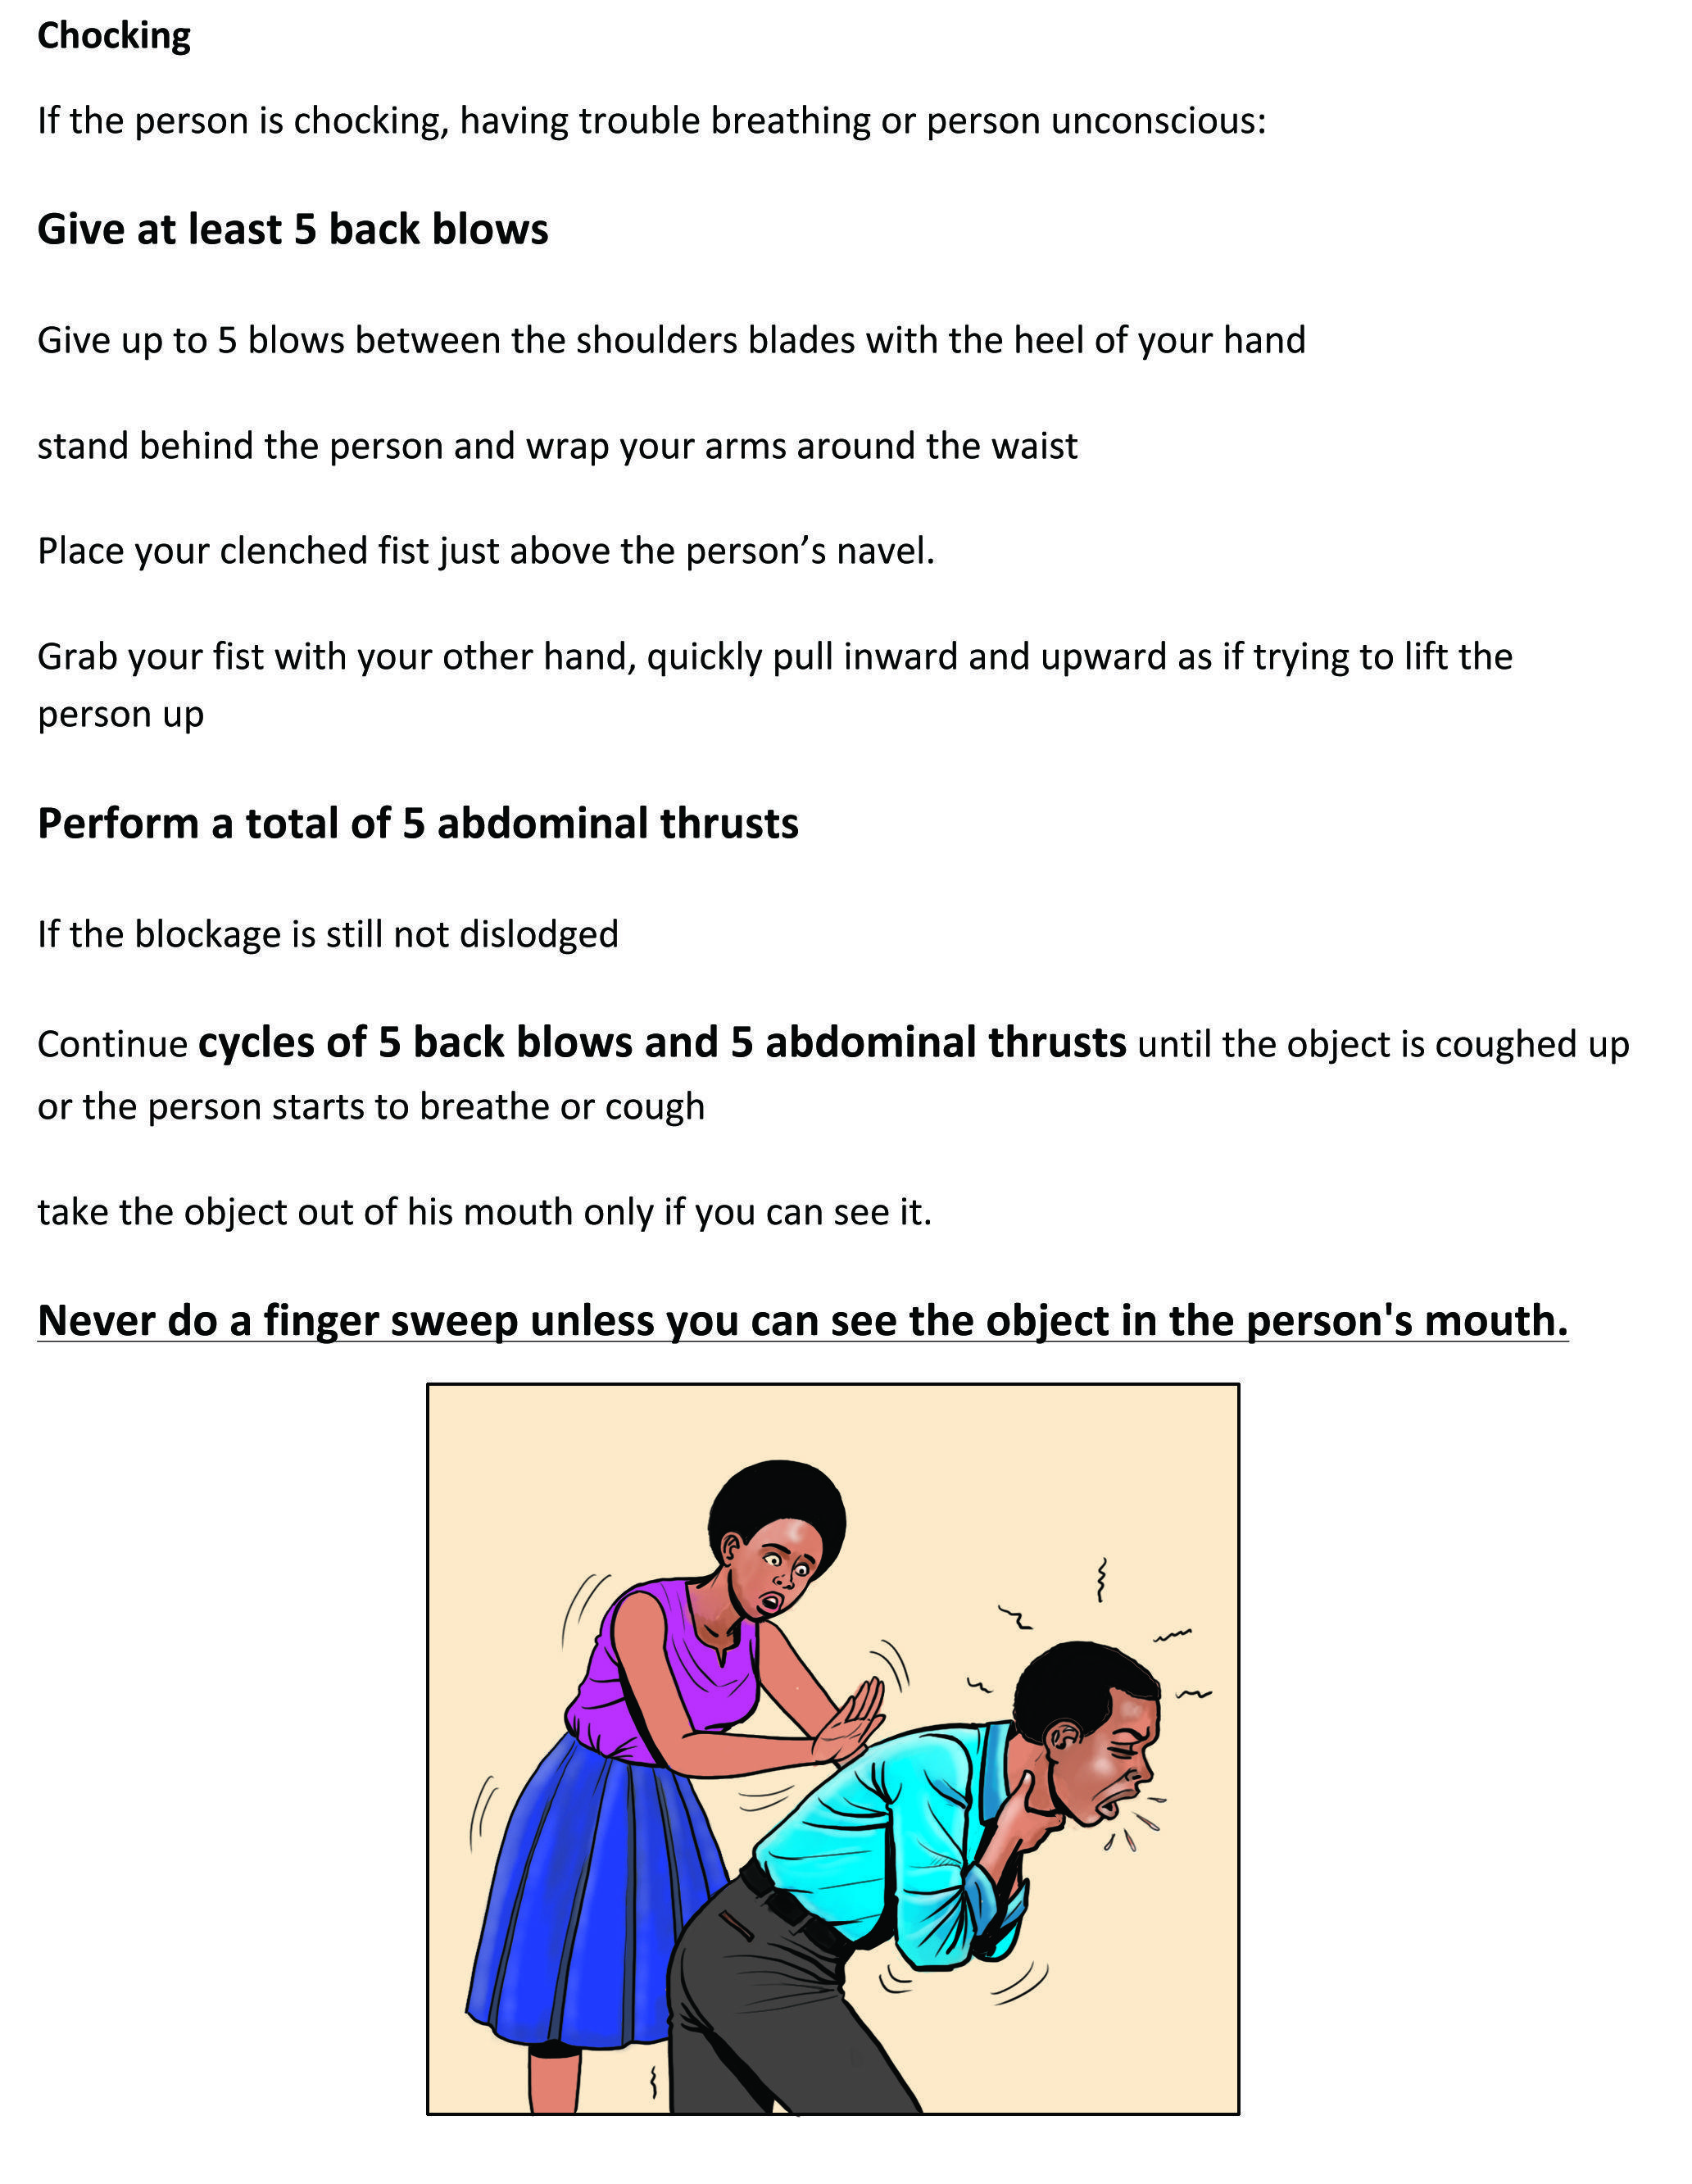 Chocking
If the person is chocking, having trouble breathing or person unconscious:
Give at least 5 back blows
Give up to 5 blows between the shoulders blades with the heel of your hand
stand behind the person and wrap your arms around the waist
Place your clenched fist just above the person’s navel.
Grab your fist with your other hand, quickly pull inward and upward as if trying to lift the
person up
Perform a total of 5 abdominal thrusts
If the blockage is still not dislodged
Continue cycles of 5 back blows and 5 abdominal thrusts until the object is coughed up
or the person starts to breathe or cough
take the object out of his mouth only if you can see it.
Never do a finger sweep unless you can see the object in the person's mouth.